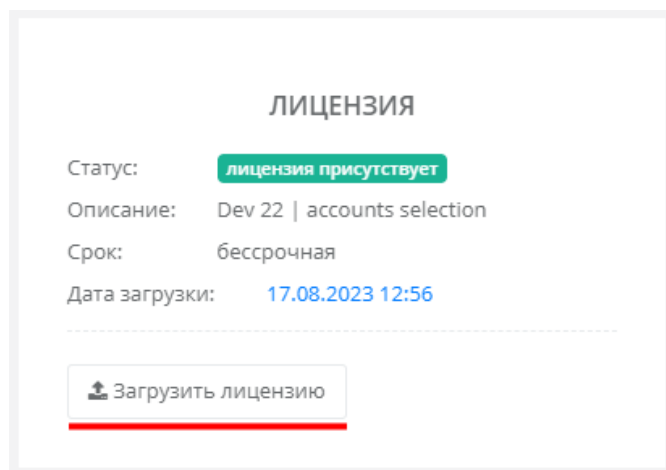 ЛИЦЕНЗИЯ
Статус: лицензия присутствует
Описание: Dev 22 | accounts selection
Срок: бессрочная
Дата загрузки: 17.08.2023 12:56
Загрузить лицензию